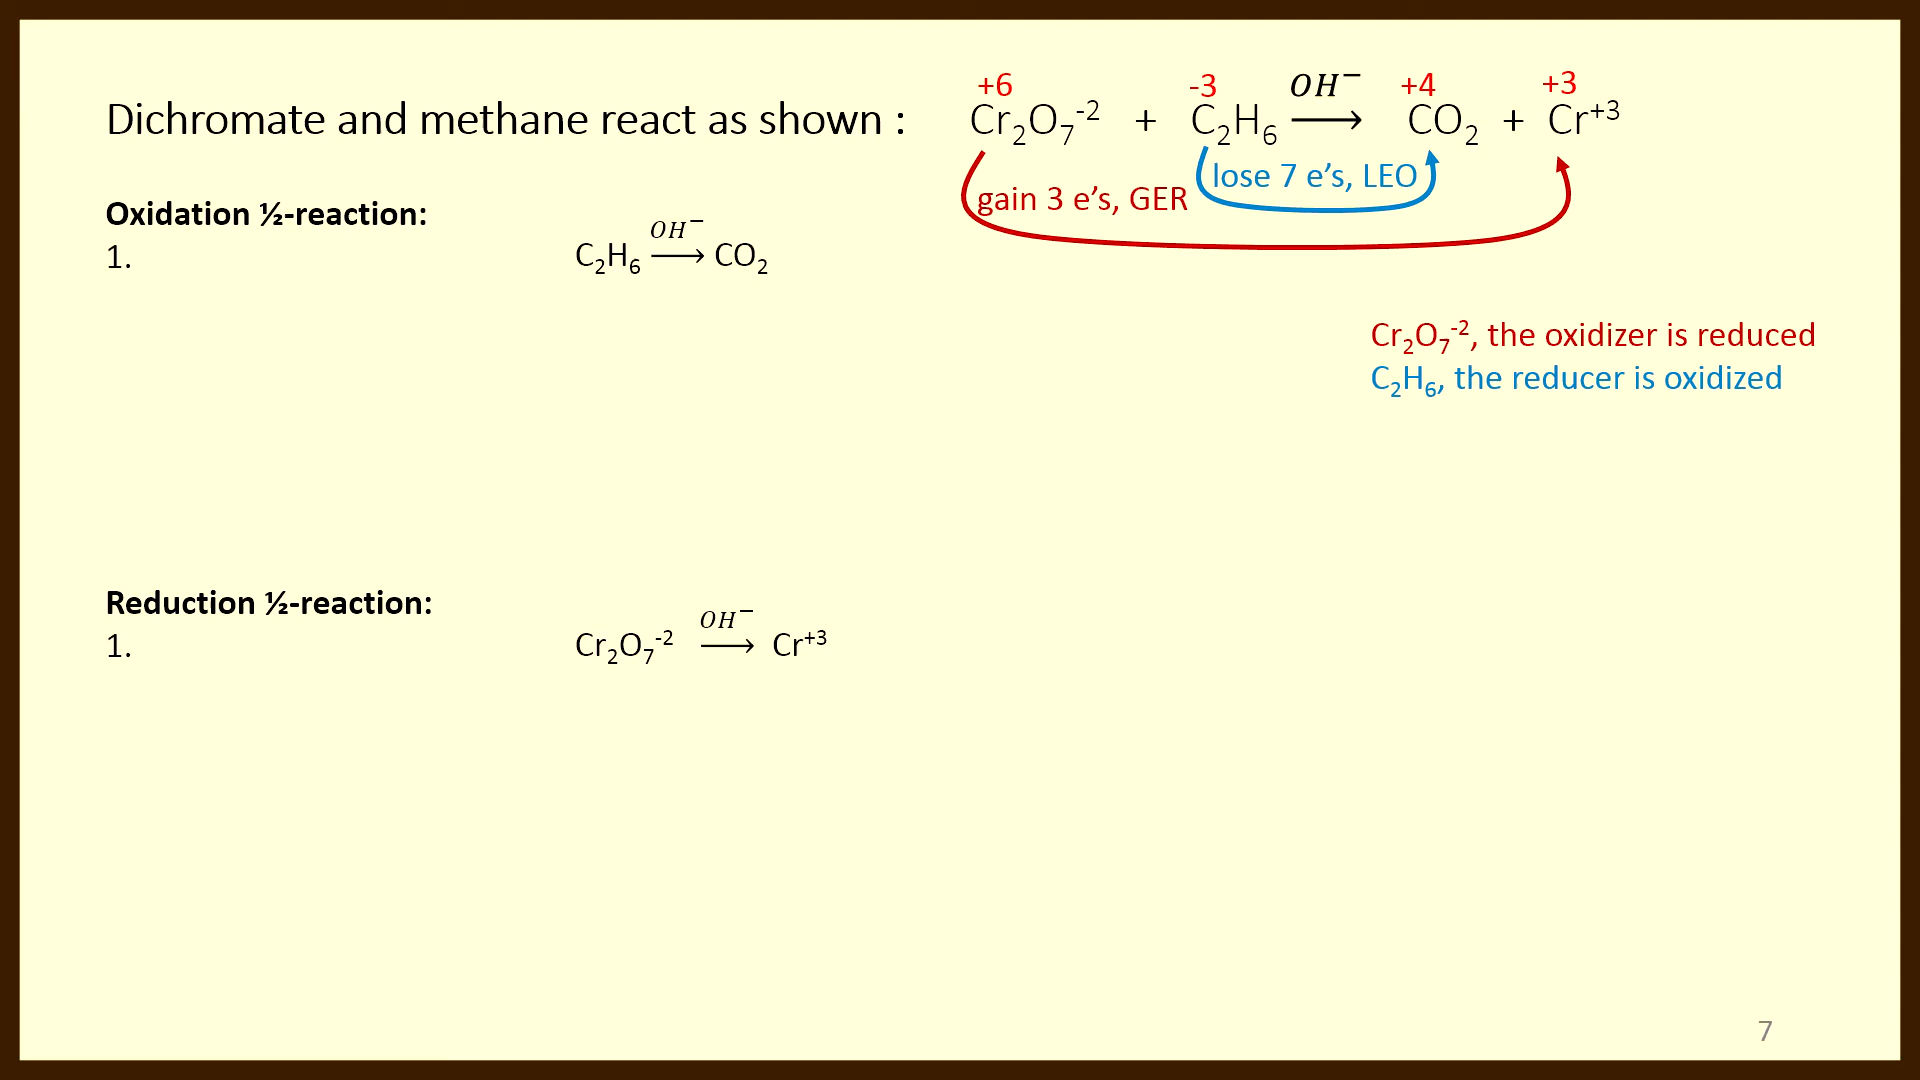 +6 -3 OH⁻ +4 +3
Dichromate and methane react as shown : Cr₂O₇⁻² + C₂H₆ ⟶ CO₂ + Cr⁺³
lose 7 e’s, LEO
gain 3 e’s, GER
Oxidation ½-reaction:
OH⁻
1. C₂H₆ ⟶ CO₂
Cr₂O₇⁻², the oxidizer is reduced
C₂H₆, the reducer is oxidized
Reduction ½-reaction:
OH⁻
1. Cr₂O₇⁻² ⟶ Cr⁺³
7